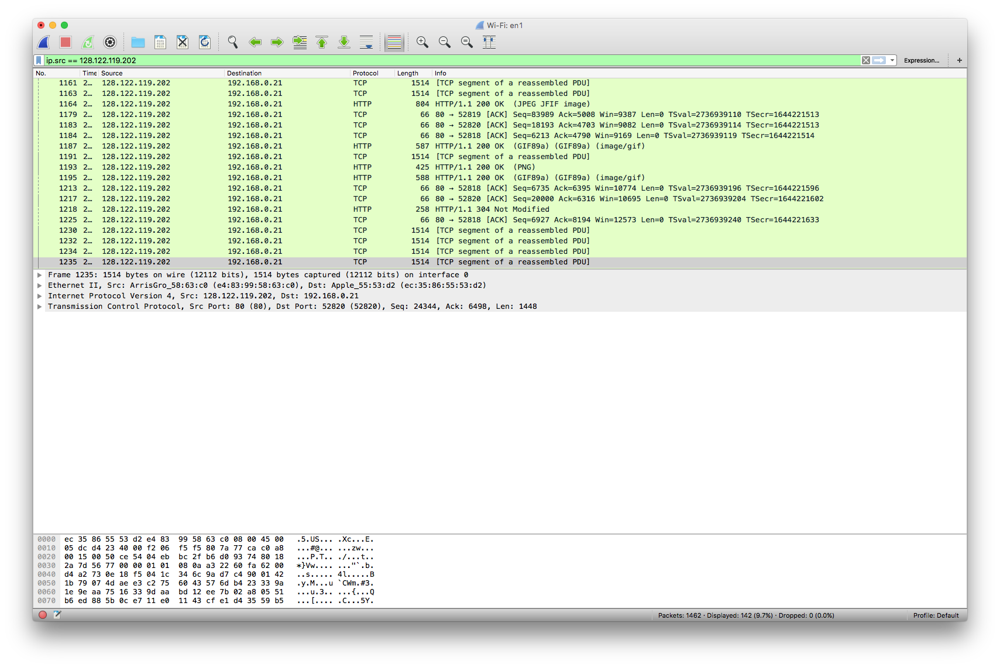 Wi-Fi: en1
ip.src == 128.122.119.202 Expression... +
No. Time Source Destination Protocol Length Info
1161 2… 128.122.119.202 192.168.0.21 TCP 1514 [TCP segment of a reassembled PDU]
1163 2… 128.122.119.202 192.168.0.21 TCP 1514 [TCP segment of a reassembled PDU]
1164 2… 128.122.119.202 192.168.0.21 HTTP 804 HTTP/1.1 200 OK  (JPEG JFIF image)
1179 2… 128.122.119.202 192.168.0.21 TCP 66 80 → 52819 [ACK] Seq=83989 Ack=5008 Win=9387 Len=0 TSval=2736939110 TSecr=1644221513
1183 2… 128.122.119.202 192.168.0.21 TCP 66 80 → 52820 [ACK] Seq=18193 Ack=4703 Win=9082 Len=0 TSval=2736939114 TSecr=1644221513
1184 2… 128.122.119.202 192.168.0.21 TCP 66 80 → 52818 [ACK] Seq=6213 Ack=4790 Win=9169 Len=0 TSval=2736939119 TSecr=1644221514
1187 2… 128.122.119.202 192.168.0.21 HTTP 587 HTTP/1.1 200 OK  (GIF89a) (GIF89a) (image/gif)
1191 2… 128.122.119.202 192.168.0.21 TCP 1514 [TCP segment of a reassembled PDU]
1193 2… 128.122.119.202 192.168.0.21 HTTP 425 HTTP/1.1 200 OK  (PNG)
1195 2… 128.122.119.202 192.168.0.21 HTTP 588 HTTP/1.1 200 OK  (GIF89a) (GIF89a) (image/gif)
1213 2… 128.122.119.202 192.168.0.21 TCP 66 80 → 52818 [ACK] Seq=6735 Ack=6395 Win=10774 Len=0 TSval=2736939196 TSecr=1644221596
1217 2… 128.122.119.202 192.168.0.21 TCP 66 80 → 52820 [ACK] Seq=20000 Ack=6316 Win=10695 Len=0 TSval=2736939204 TSecr=1644221602
1218 2… 128.122.119.202 192.168.0.21 HTTP 258 HTTP/1.1 304 Not Modified
1225 2… 128.122.119.202 192.168.0.21 TCP 66 80 → 52818 [ACK] Seq=6927 Ack=8194 Win=12573 Len=0 TSval=2736939240 TSecr=1644221633
1230 2… 128.122.119.202 192.168.0.21 TCP 1514 [TCP segment of a reassembled PDU]
1232 2… 128.122.119.202 192.168.0.21 TCP 1514 [TCP segment of a reassembled PDU]
1234 2… 128.122.119.202 192.168.0.21 TCP 1514 [TCP segment of a reassembled PDU]
1235 2… 128.122.119.202 192.168.0.21 TCP 1514 [TCP segment of a reassembled PDU]
Frame 1235: 1514 bytes on wire (12112 bits), 1514 bytes captured (12112 bits) on interface 0
Ethernet II, Src: ArrisGro_58:63:c0 (e4:83:99:58:63:c0), Dst: Apple_55:53:d2 (ec:35:86:55:53:d2)
Internet Protocol Version 4, Src: 128.122.119.202, Dst: 192.168.0.21
Transmission Control Protocol, Src Port: 80 (80), Dst Port: 52820 (52820), Seq: 24344, Ack: 6498, Len: 1448
0000 ec 35 86 55 53 d2 e4 83 99 58 63 c0 08 00 45 00 .5.US... .Xc...E.
0010 05 dc d4 23 40 00 f2 06 f5 f5 80 7a 77 ca c0 a8 ...#@... ...zw...
0020 00 15 00 50 ce 54 04 eb bc 2f b6 d0 93 74 80 18 ...P.T.. ./...t..
0030 2a 7d 56 77 00 00 01 01 08 0a a3 22 60 fa 62 00 *}Vw.... ..."`.b.
0040 d4 a2 73 0e 18 f5 04 1c 34 6c 9a d7 c4 90 01 42 ..s..... 4l.....B
0050 1b 79 07 4d ae e3 c2 75 60 43 57 6d b4 23 33 9a .y.M...u `CWm.#3.
0060 1e 9e aa 75 16 33 9d aa bd 12 ee 7b 02 a8 05 51 ...u.3.. ...{...Q
0070 b6 ed 88 5b 0c e7 11 e0 11 43 cf e1 d4 35 59 b5 ...[.... .C...5Y.
Packets: 1462 · Displayed: 142 (9.7%) · Dropped: 0 (0.0%) Profile: Default